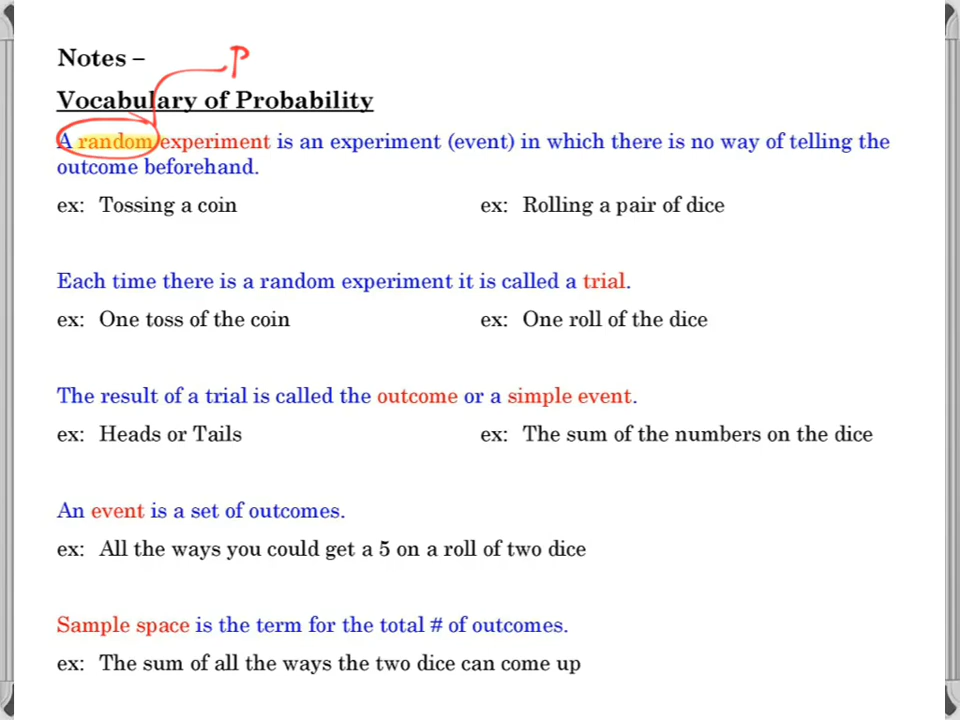 Notes –
P
Vocabulary of Probability
A random experiment is an experiment (event) in which there is no way of telling the
outcome beforehand.
ex: Tossing a coin ex: Rolling a pair of dice
Each time there is a random experiment it is called a trial.
ex: One toss of the coin ex: One roll of the dice
The result of a trial is called the outcome or a simple event.
ex: Heads or Tails ex: The sum of the numbers on the dice
An event is a set of outcomes.
ex: All the ways you could get a 5 on a roll of two dice
Sample space is the term for the total # of outcomes.
ex: The sum of all the ways the two dice can come up